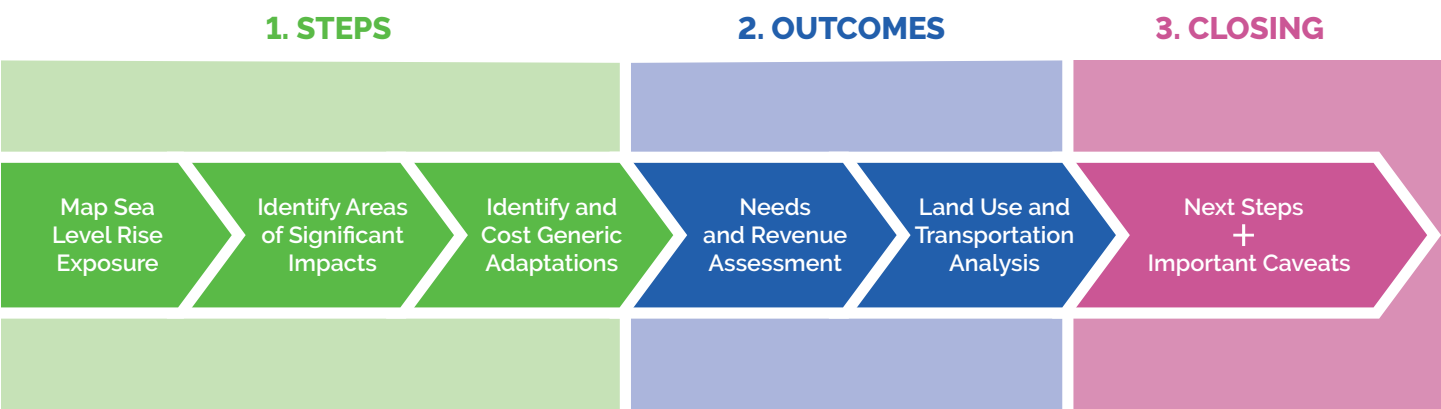 1. STEPS
2. OUTCOMES
3. CLOSING
Map Sea
Level Rise
Exposure
Identify Areas
of Significant
Impacts
Identify and
Cost Generic
Adaptations
Needs
and Revenue
Assessment
Land Use and
Transportation
Analysis
Next Steps
+
Important Caveats